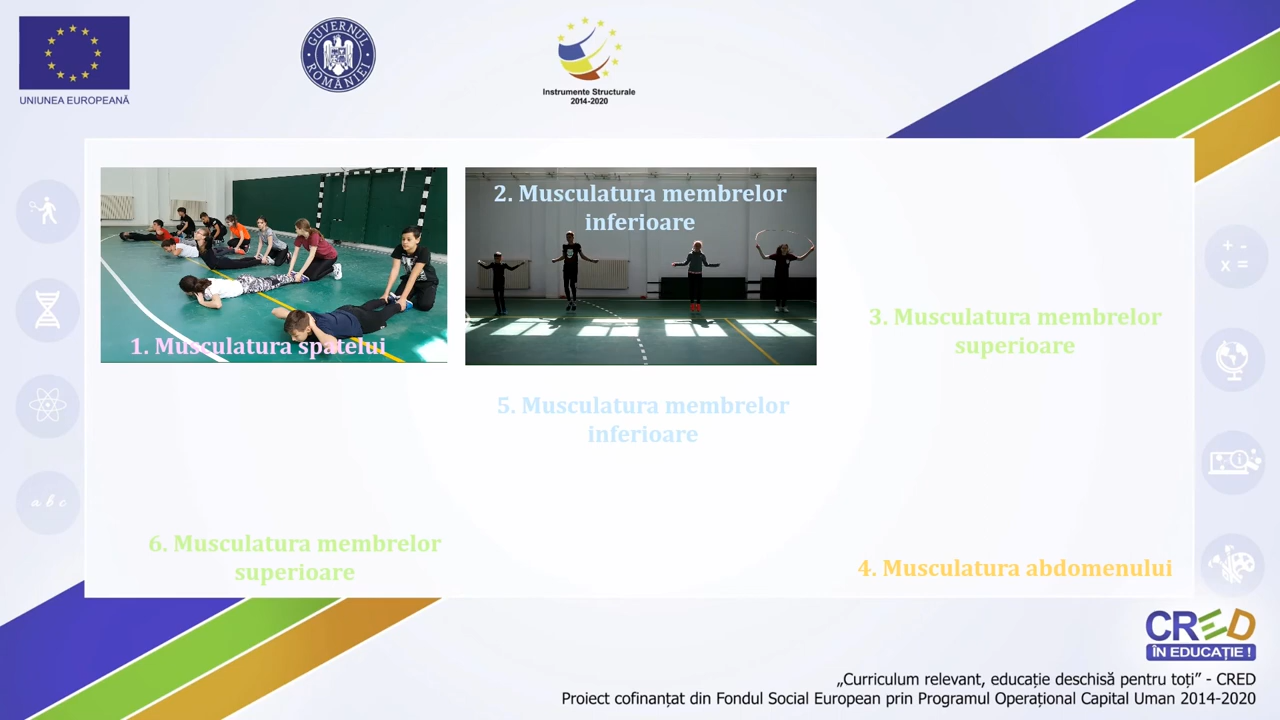 UNIUNEA EUROPEANĂ
GUVERNUL ROMÂNIEI
Instrumente Structurale
2014-2020
1. Musculatura spatelui
2. Musculatura membrelor
inferioare
3. Musculatura membrelor
superioare
5. Musculatura membrelor
inferioare
6. Musculatura membrelor
superioare
4. Musculatura abdomenului
+ -
x =
a b c
CRED
ÎN EDUCAȚIE !
„Curriculum relevant, educație deschisă pentru toți” - CRED
Proiect cofinanțat din Fondul Social European prin Programul Operațional Capital Uman 2014-2020